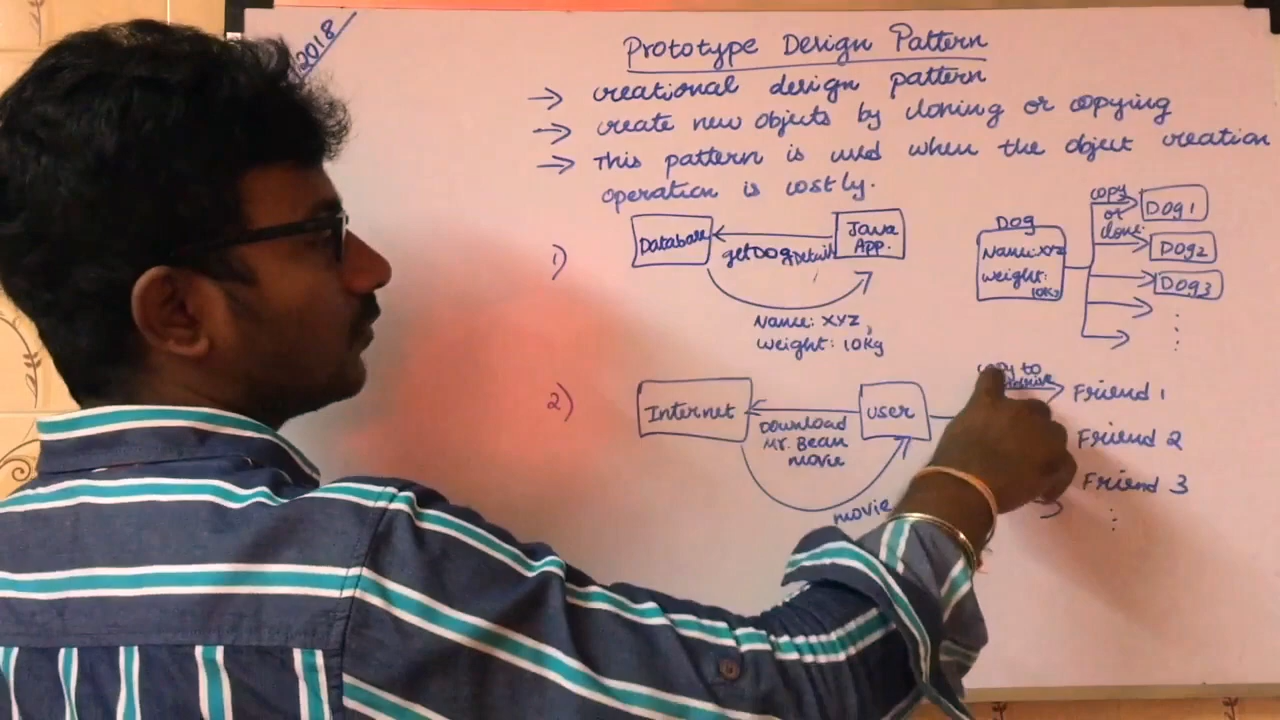 2018
Prototype Design Pattern
→ creational design pattern
→ create new objects by cloning or copying
→ This pattern is used when the object creation
operation is costly.
1)
Database
getDogDetails
Java
App.
Name: XYZ,
weight: 10Kg
Dog
Name: XYZ
weight:
10Kg
copy
or
clone
Dog1
Dog2
Dog3
2)
Internet
Download
Mr. Bean
movie
User
movie
copy to
Friend 1
Friend 2
Friend 3